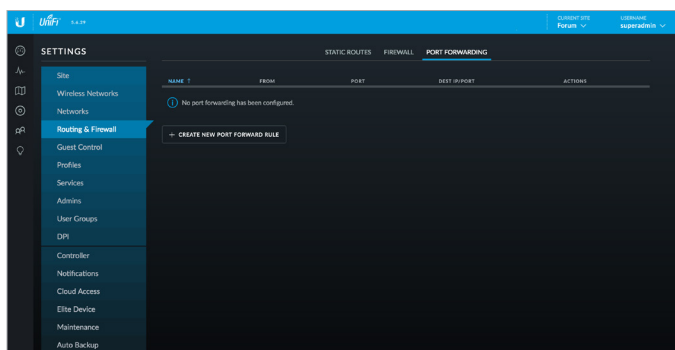 U UniFi 5.6.39
CURRENT SITE
Forum
USERNAME
superadmin
SETTINGS
STATIC ROUTES FIREWALL PORT FORWARDING
Site
Wireless Networks
Networks
Routing & Firewall
Guest Control
Profiles
Services
Admins
User Groups
DPI
Controller
Notifications
Cloud Access
Elite Device
Maintenance
Auto Backup
NAME ↑ FROM PORT DEST IP/PORT ACTIONS
No port forwarding has been configured.
+ CREATE NEW PORT FORWARD RULE